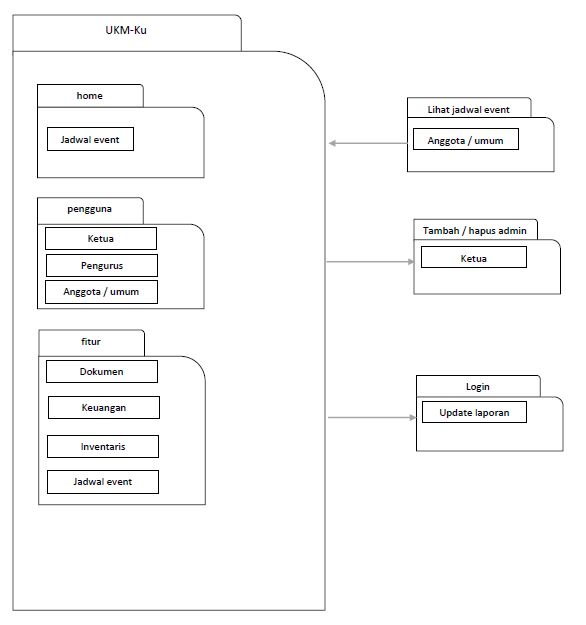 UKM-Ku
home
Jadwal event
pengguna
Ketua
Pengurus
Anggota / umum
fitur
Dokumen
Keuangan
Inventaris
Jadwal event
Lihat jadwal event
Anggota / umum
Tambah / hapus admin
Ketua
Login
Update laporan